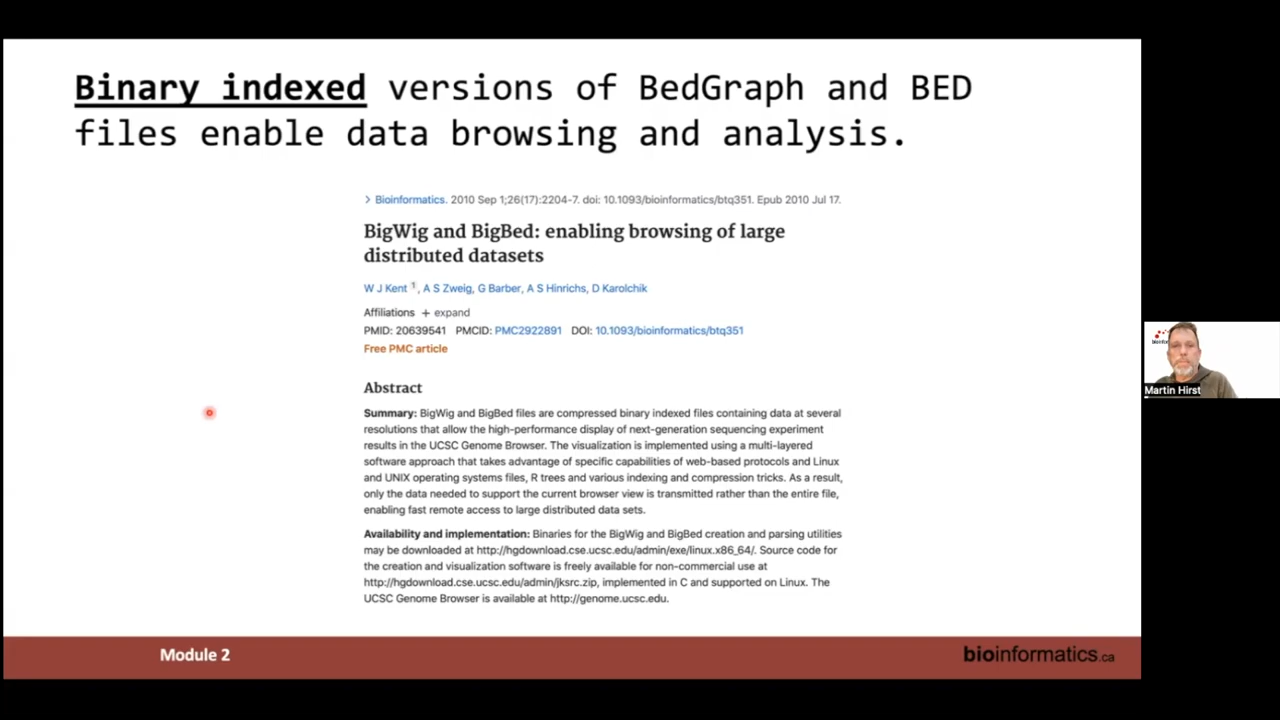 Binary indexed versions of BedGraph and BED
files enable data browsing and analysis.
> Bioinformatics. 2010 Sep 1;26(17):2204-7. doi: 10.1093/bioinformatics/btq351. Epub 2010 Jul 17.
BigWig and BigBed: enabling browsing of large
distributed datasets
W J Kent 1, A S Zweig, G Barber, A S Hinrichs, D Karolchik
Affiliations + expand
PMID: 20639541 PMCID: PMC2922891 DOI: 10.1093/bioinformatics/btq351
Free PMC article
Abstract
Summary: BigWig and BigBed files are compressed binary indexed files containing data at several
resolutions that allow the high-performance display of next-generation sequencing experiment
results in the UCSC Genome Browser. The visualization is implemented using a multi-layered
software approach that takes advantage of specific capabilities of web-based protocols and Linux
and UNIX operating systems files, R trees and various indexing and compression tricks. As a result,
only the data needed to support the current browser view is transmitted rather than the entire file,
enabling fast remote access to large distributed data sets.
Availability and implementation: Binaries for the BigWig and BigBed creation and parsing utilities
may be downloaded at http://hgdownload.cse.ucsc.edu/admin/exe/linux.x86_64/. Source code for
the creation and visualization software is freely available for non-commercial use at
http://hgdownload.cse.ucsc.edu/admin/jksrc.zip, implemented in C and supported on Linux. The
UCSC Genome Browser is available at http://genome.ucsc.edu.
Martin Hirst
Module 2
bioinformatics.ca